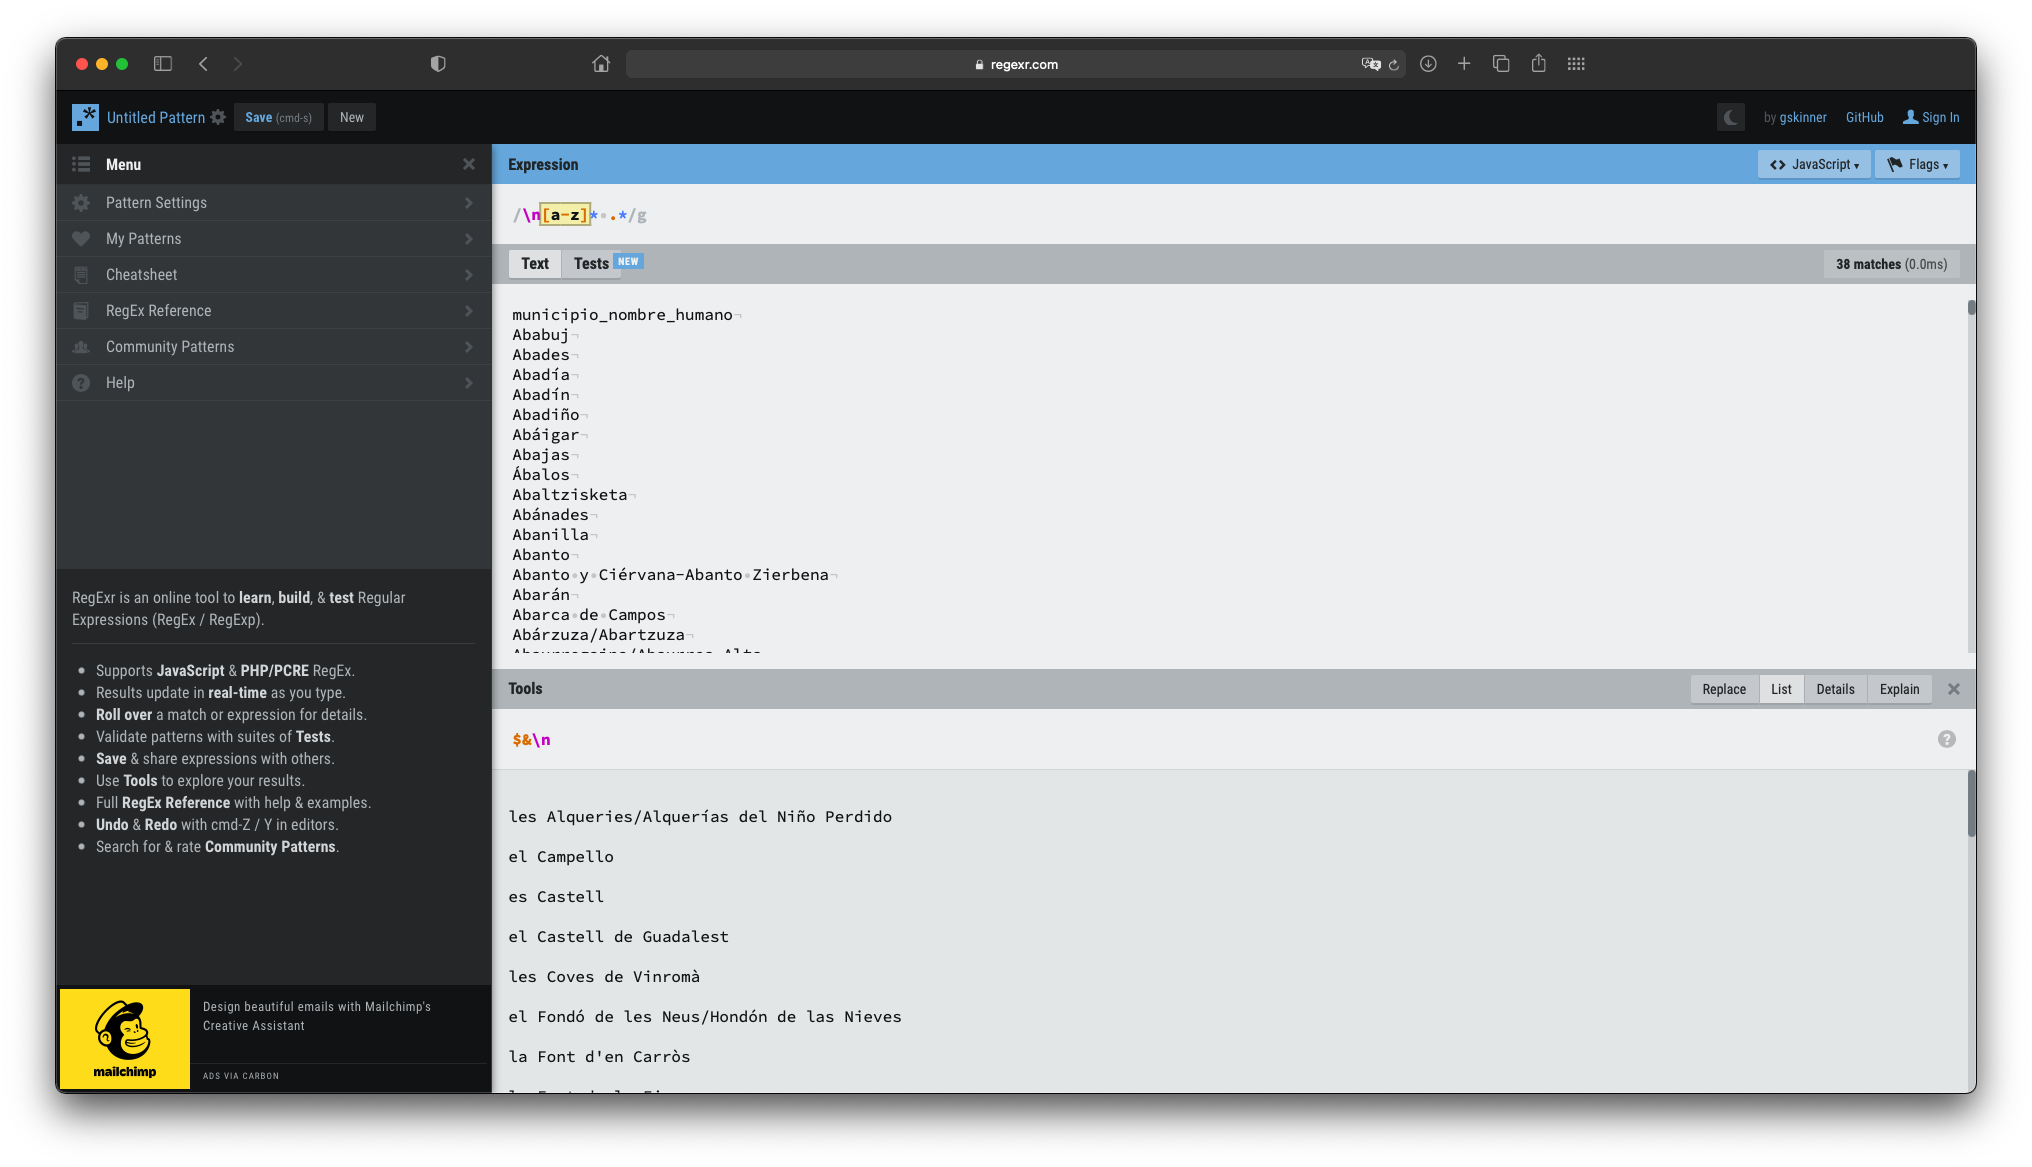 regexr.com
.*
Untitled Pattern
Save (cmd-s)
New
by gskinner
GitHub
Sign In
Menu
Pattern Settings
My Patterns
Cheatsheet
RegEx Reference
Community Patterns
Help
RegExr is an online tool to learn, build, & test Regular
Expressions (RegEx / RegExp).
Supports JavaScript & PHP/PCRE RegEx.
Results update in real-time as you type.
Roll over a match or expression for details.
Validate patterns with suites of Tests.
Save & share expressions with others.
Use Tools to explore your results.
Full RegEx Reference with help & examples.
Undo & Redo with cmd-Z / Y in editors.
Search for & rate Community Patterns.
mailchimp
Design beautiful emails with Mailchimp's
Creative Assistant
ADS VIA CARBON
Expression
<> JavaScript
Flags
/\n[a-z]* .*/g
Text
Tests
NEW
38 matches (0.0ms)
municipio_nombre_humano¬
Ababuj¬
Abades¬
Abadía¬
Abadín¬
Abadiño¬
Abáigar¬
Abajas¬
Ábalos¬
Abaltzisketa¬
Abánades¬
Abanilla¬
Abanto¬
Abanto•y•Ciérvana-Abanto•Zierbena¬
Abarán¬
Abarca•de•Campos¬
Abárzuza/Abartzuza¬
Tools
Replace
List
Details
Explain
$&\n
les Alqueries/Alquerías del Niño Perdido
el Campello
es Castell
el Castell de Guadalest
les Coves de Vinromà
el Fondó de les Neus/Hondón de las Nieves
la Font d'en Carròs